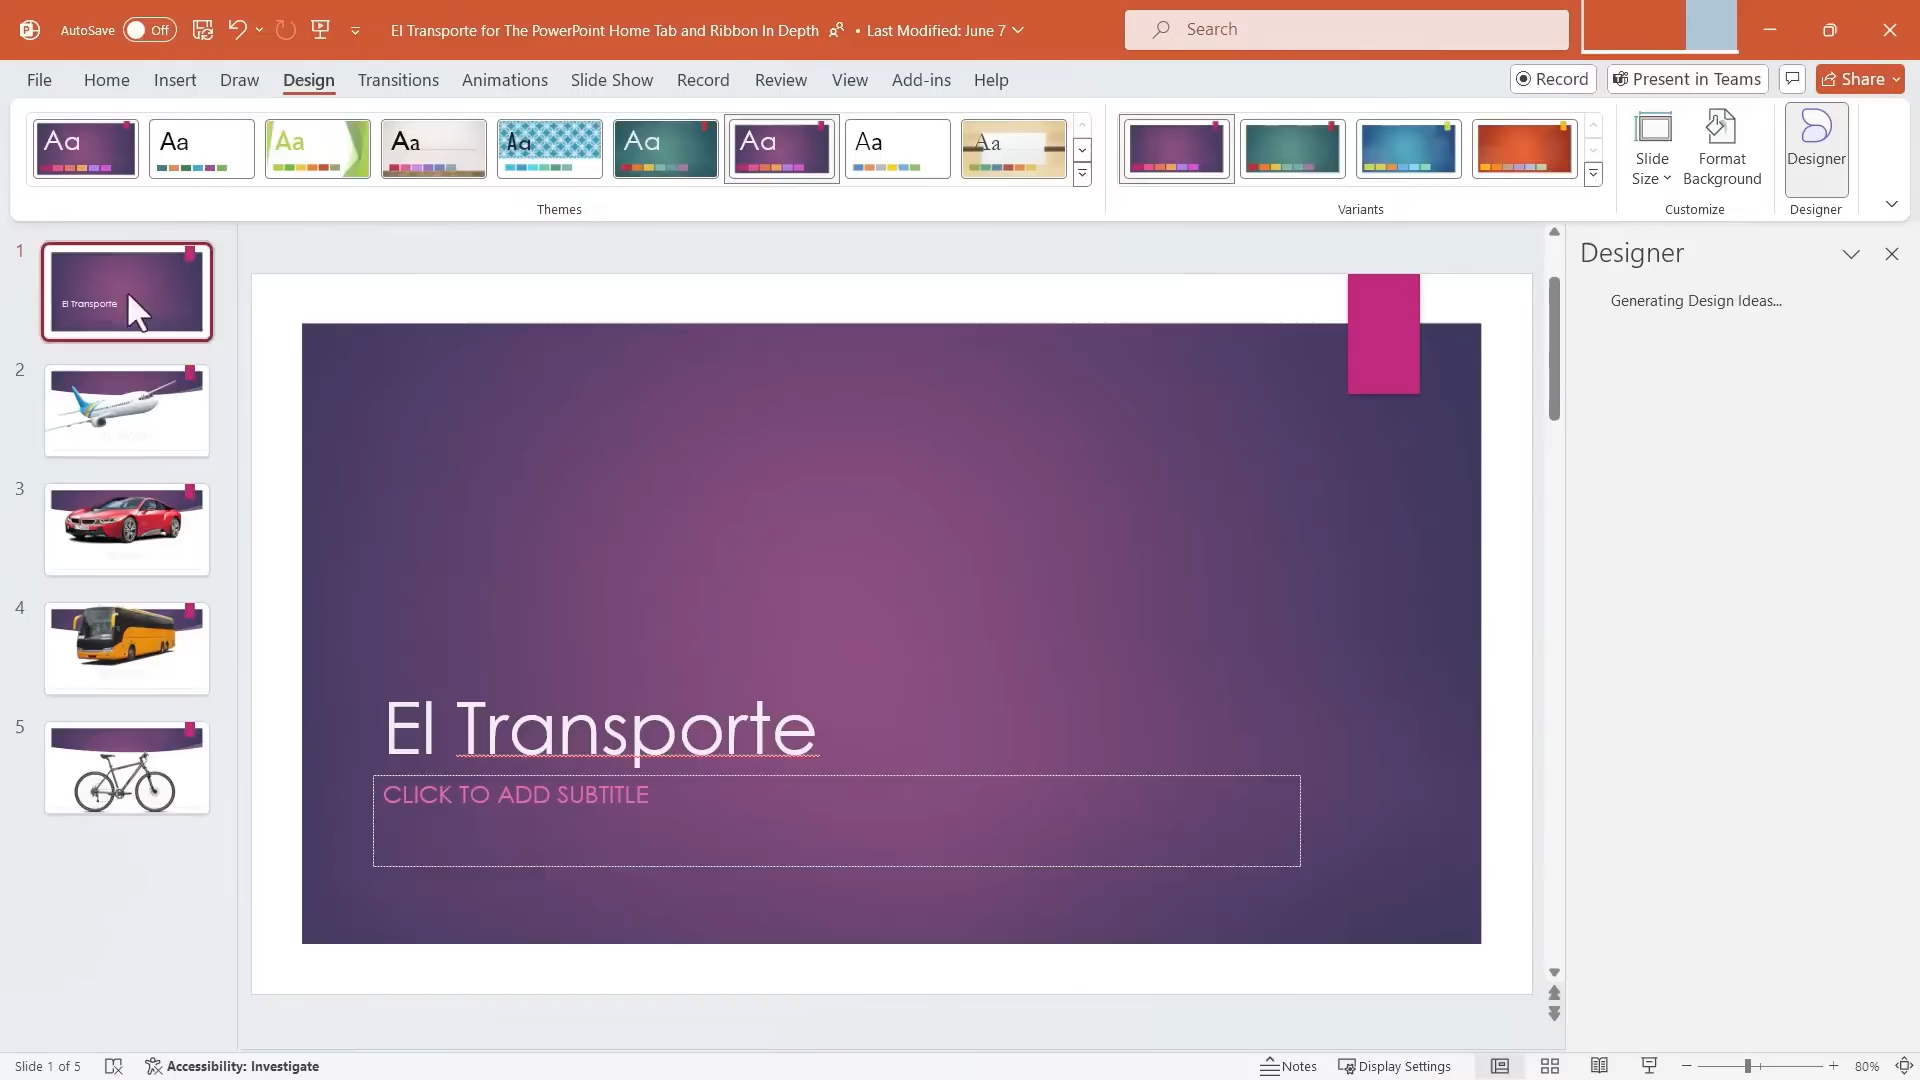 AutoSave Off El Transporte for The PowerPoint Home Tab and Ribbon In Depth • Last Modified: June 7 Search
File Home Insert Draw Design Transitions Animations Slide Show Record Review View Add-ins Help Record Present in Teams Share
Aa Aa Aa Aa Aa Aa Aa Aa Aa
Slide Size Format Background Designer
Themes Variants Customize Designer
1
El Transporte
2
3
4
5
El Transporte
CLICK TO ADD SUBTITLE
Designer
Generating Design Ideas...
Slide 1 of 5 Accessibility: Investigate Notes Display Settings 80%